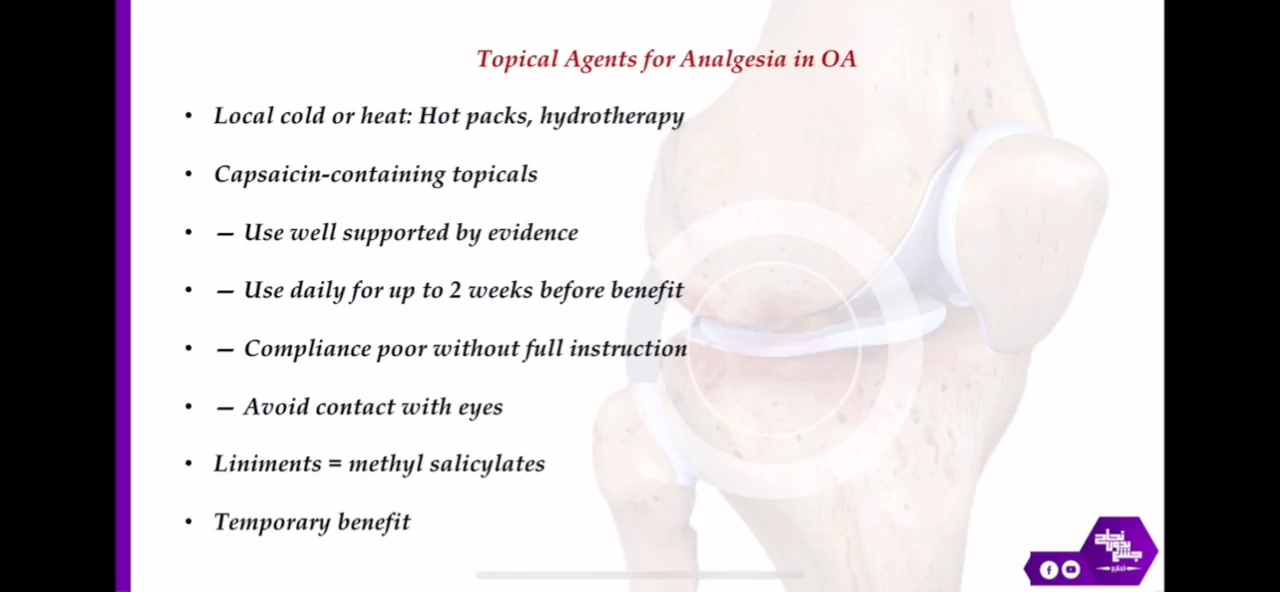 Topical Agents for Analgesia in OA
• Local cold or heat: Hot packs, hydrotherapy
• Capsaicin-containing topicals
• – Use well supported by evidence
• – Use daily for up to 2 weeks before benefit
• – Compliance poor without full instruction
• – Avoid contact with eyes
• Liniments = methyl salicylates
• Temporary benefit